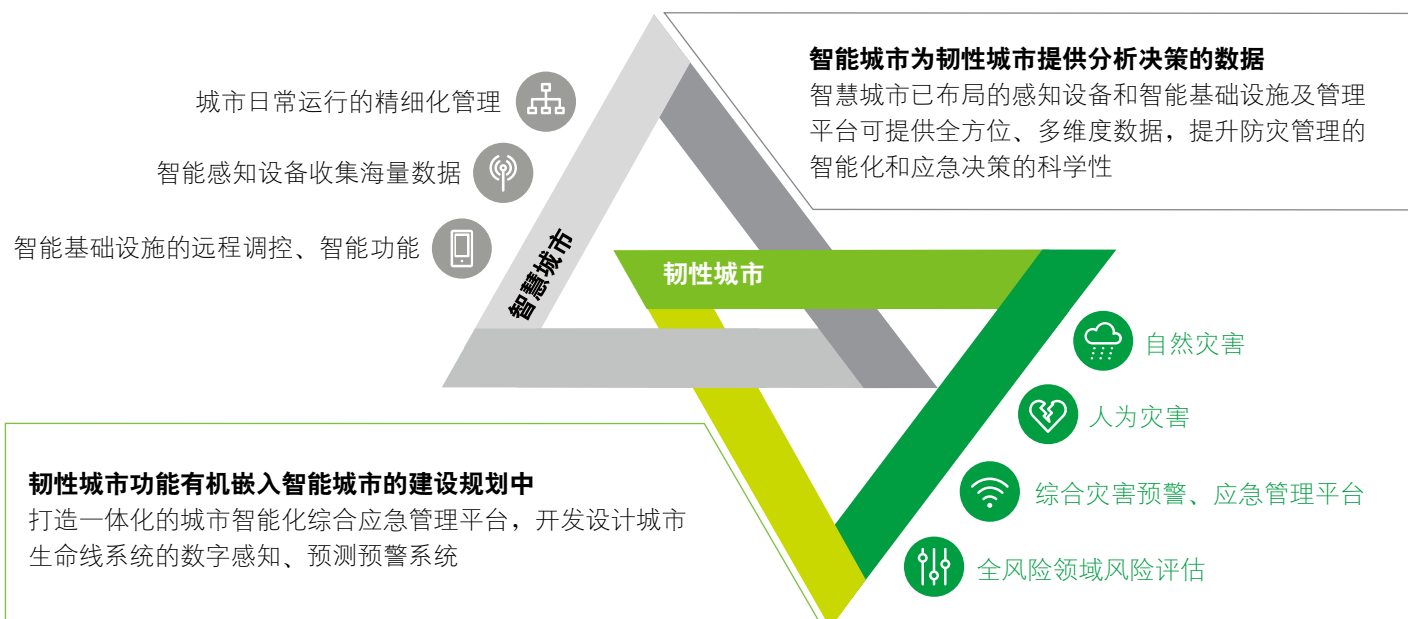 城市日常运行的精细化管理
智能感知设备收集海量数据
智能基础设施的远程调控、智能功能
智慧城市
智能城市为韧性城市提供分析决策的数据
智慧城市已布局的感知设备和智能基础设施及管理
平台可提供全方位、多维度数据，提升防灾管理的
智能化和应急决策的科学性
韧性城市
自然灾害
人为灾害
综合灾害预警、应急管理平台
全风险领域风险评估
韧性城市功能有机嵌入智能城市的建设规划中
打造一体化的城市智能化综合应急管理平台，开发设计城市
生命线系统的数字感知、预测预警系统